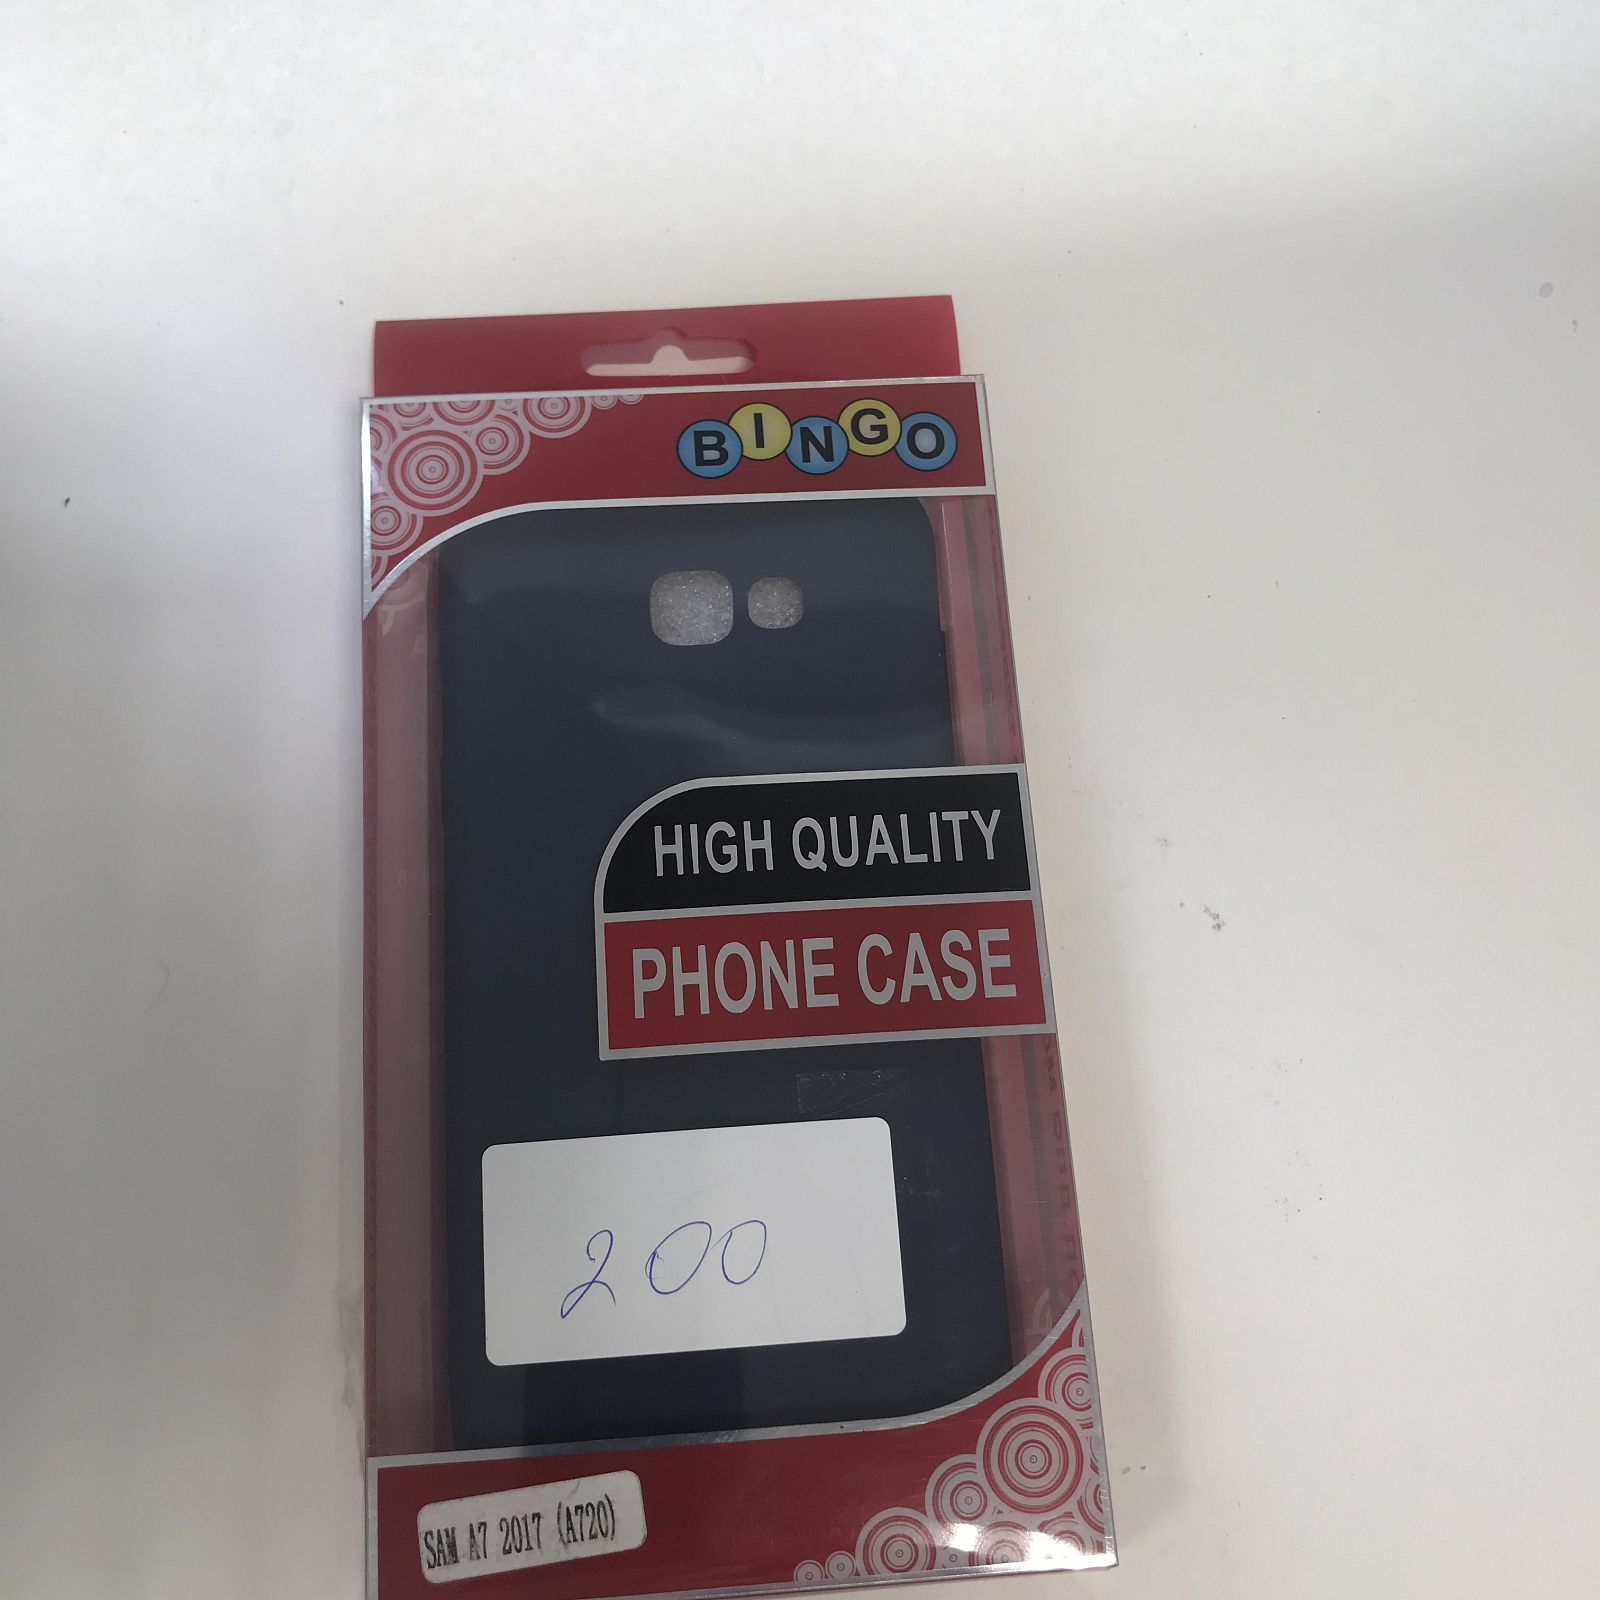 BINGO
HIGH QUALITY
PHONE CASE
200
SAM A7 2017 (A720)